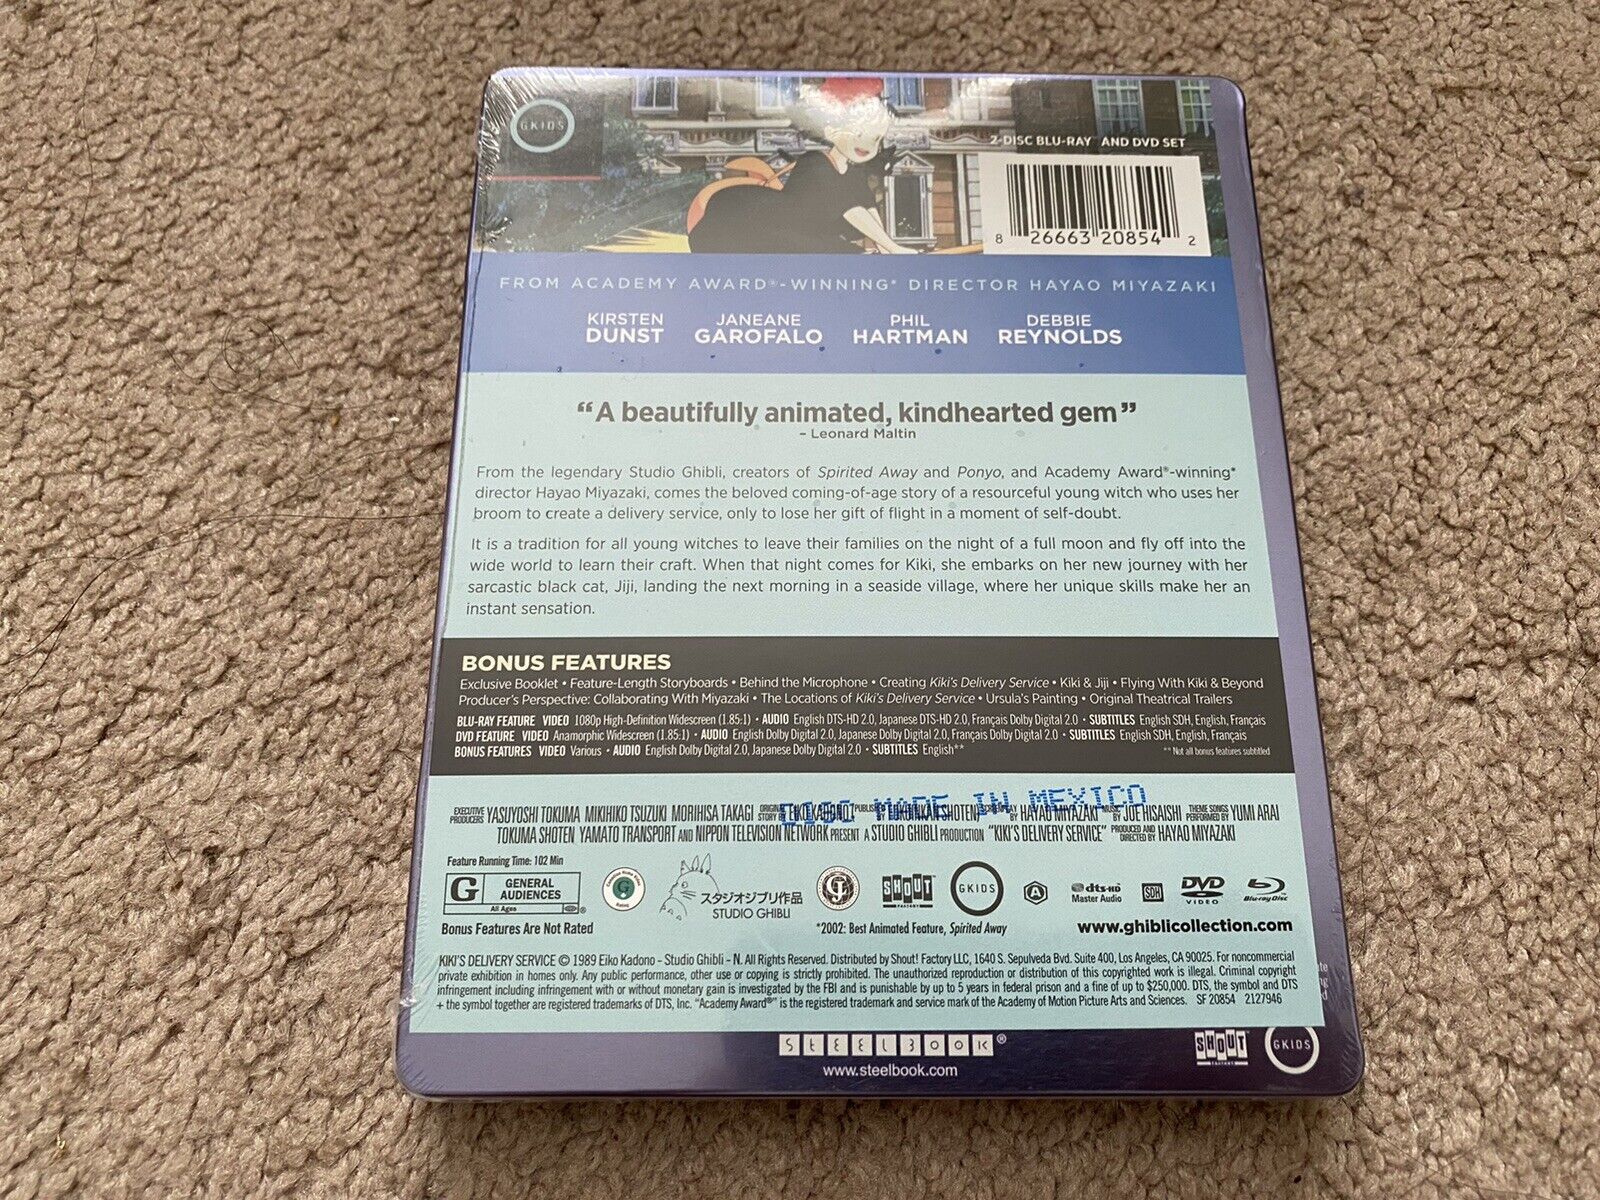 GKIDS
2-DISC BLU-RAY AND DVD SET
8 26663 20854 2
FROM ACADEMY AWARD®-WINNING* DIRECTOR HAYAO MIYAZAKI
KIRSTEN DUNST JANEANE GAROFALO PHIL HARTMAN DEBBIE REYNOLDS
“A beautifully animated, kindhearted gem”
– Leonard Maltin
From the legendary Studio Ghibli, creators of Spirited Away and Ponyo, and Academy Award®-winning*
director Hayao Miyazaki, comes the beloved coming-of-age story of a resourceful young witch who uses her
broom to create a delivery service, only to lose her gift of flight in a moment of self-doubt.
It is a tradition for all young witches to leave their families on the night of a full moon and fly off into the
wide world to learn their craft. When that night comes for Kiki, she embarks on her new journey with her
sarcastic black cat, Jiji, landing the next morning in a seaside village, where her unique skills make her an
instant sensation.
BONUS FEATURES
Exclusive Booklet • Feature-Length Storyboards • Behind the Microphone • Creating Kiki's Delivery Service • Kiki & Jiji • Flying With Kiki & Beyond
Producer's Perspective: Collaborating With Miyazaki • The Locations of Kiki's Delivery Service • Ursula's Painting • Original Theatrical Trailers
BLU-RAY FEATURE VIDEO 1080p High-Definition Widescreen (1.85:1) • AUDIO English DTS-HD 2.0, Japanese DTS-HD 2.0, Français Dolby Digital 2.0 • SUBTITLES English SDH, English, Français
DVD FEATURE VIDEO Anamorphic Widescreen (1.85:1) • AUDIO English Dolby Digital 2.0, Japanese Dolby Digital 2.0, Français Dolby Digital 2.0 • SUBTITLES English SDH, English, Français
BONUS FEATURES VIDEO Various • AUDIO English Dolby Digital 2.0, Japanese Dolby Digital 2.0 • SUBTITLES English**
** Not all bonus features subtitled
DISC MADE IN MEXICO
EXECUTIVE PRODUCERS YASUYOSHI TOKUMA MIKIHIKO TSUZUKI MORIHISA TAKAGI ORIGINAL STORY BY EIKO KADONO SCREENPLAY BY HAYAO MIYAZAKI MUSIC BY JOE HISAISHI THEME SONGS PERFORMED BY YUMI ARAI
TOKUMA SHOTEN YAMATO TRANSPORT AND NIPPON TELEVISION NETWORK PRESENT A STUDIO GHIBLI PRODUCTION "KIKI'S DELIVERY SERVICE" PRODUCED AND DIRECTED BY HAYAO MIYAZAKI
Feature Running Time: 102 Min
G GENERAL AUDIENCES
All Ages ®
Bonus Features Are Not Rated
G
Rated
スタジオジブリ作品
STUDIO GHIBLI
SHOUT FACTORY
GKIDS
A
dts-HD
Master Audio
SDH
DVD
VIDEO
Blu-ray Disc
*2002: Best Animated Feature, Spirited Away
www.ghiblicollection.com
KIKI'S DELIVERY SERVICE © 1989 Eiko Kadono - Studio Ghibli - N. All Rights Reserved. Distributed by Shout! Factory LLC, 1640 S. Sepulveda Blvd. Suite 400, Los Angeles, CA 90025. For noncommercial
private exhibition in homes only. Any public performance, other use or copying is strictly prohibited. The unauthorized reproduction or distribution of this copyrighted work is illegal. Criminal copyright
infringement including infringement with or without monetary gain is investigated by the FBI and is punishable by up to 5 years in federal prison and a fine of up to $250,000. DTS, the symbol and DTS
+ the symbol together are registered trademarks of DTS, Inc. "Academy Award®" is the registered trademark and service mark of the Academy of Motion Picture Arts and Sciences. SF 20854 2127946
STEELBOOK®
www.steelbook.com
SHOUT FACTORY
GKIDS